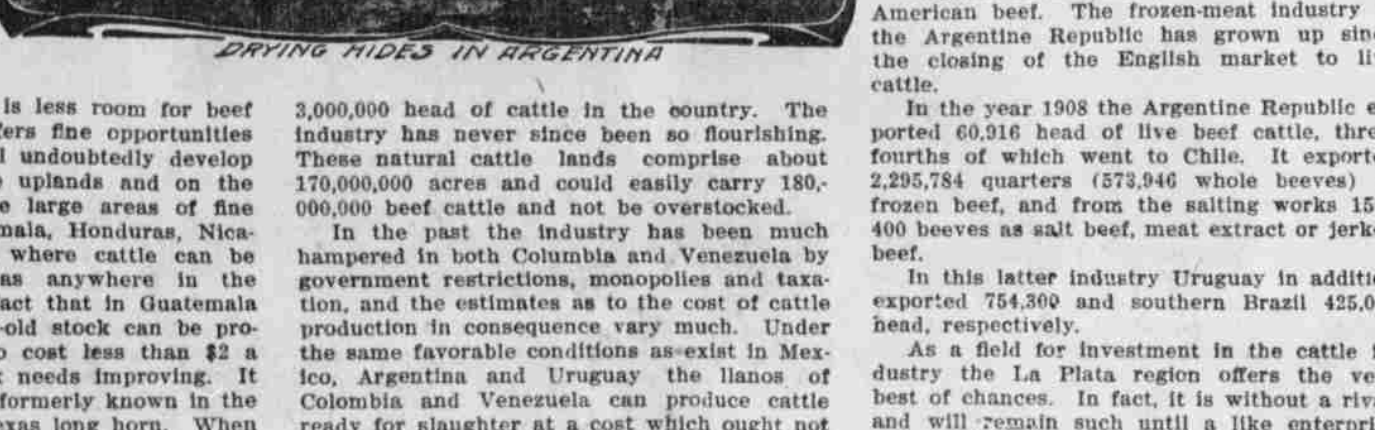 DRYING HIDES IN ARGENTINA
is less room for beef
fers fine opportunities
l undoubtedly develop
uplands and on the
e large areas of fine
mala, Honduras, Nica-
where cattle can be
as anywhere in the
act that in Guatemala
-old stock can be pro-
o cost less than $2 a
needs improving. It
formerly known in the
exas long horn. When
3,000,000 head of cattle in the country. The
industry has never since been so flourishing.
These natural cattle lands comprise about
170,000,000 acres and could easily carry 180,-
000,000 beef cattle and not be overstocked.
In the past the industry has been much
hampered in both Columbia and Venezuela by
government restrictions, monopolies and taxa-
tion, and the estimates as to the cost of cattle
production in consequence vary much. Under
the same favorable conditions as exist in Mex-
ico, Argentina and Uruguay the llanos of
Colombia and Venezuela can produce cattle
ready for slaughter at a cost which ought not
American beef. The frozen-meat industry
the Argentine Republic has grown up sin
the closing of the English market to li
cattle.
In the year 1908 the Argentine Republic e
ported 60,916 head of live beef cattle, thre
fourths of which went to Chile. It exporte
2,295,784 quarters (573,946 whole beeves)
frozen beef, and from the salting works 15
400 beeves as salt beef, meat extract or jerk
beef.
In this latter industry Uruguay in additi
exported 754,300 and southern Brazil 425,0
head, respectively.
As a field for investment in the cattle i
dustry the La Plata region offers the ve
best of chances. In fact, it is without a riv
and will remain such until a like enterpri